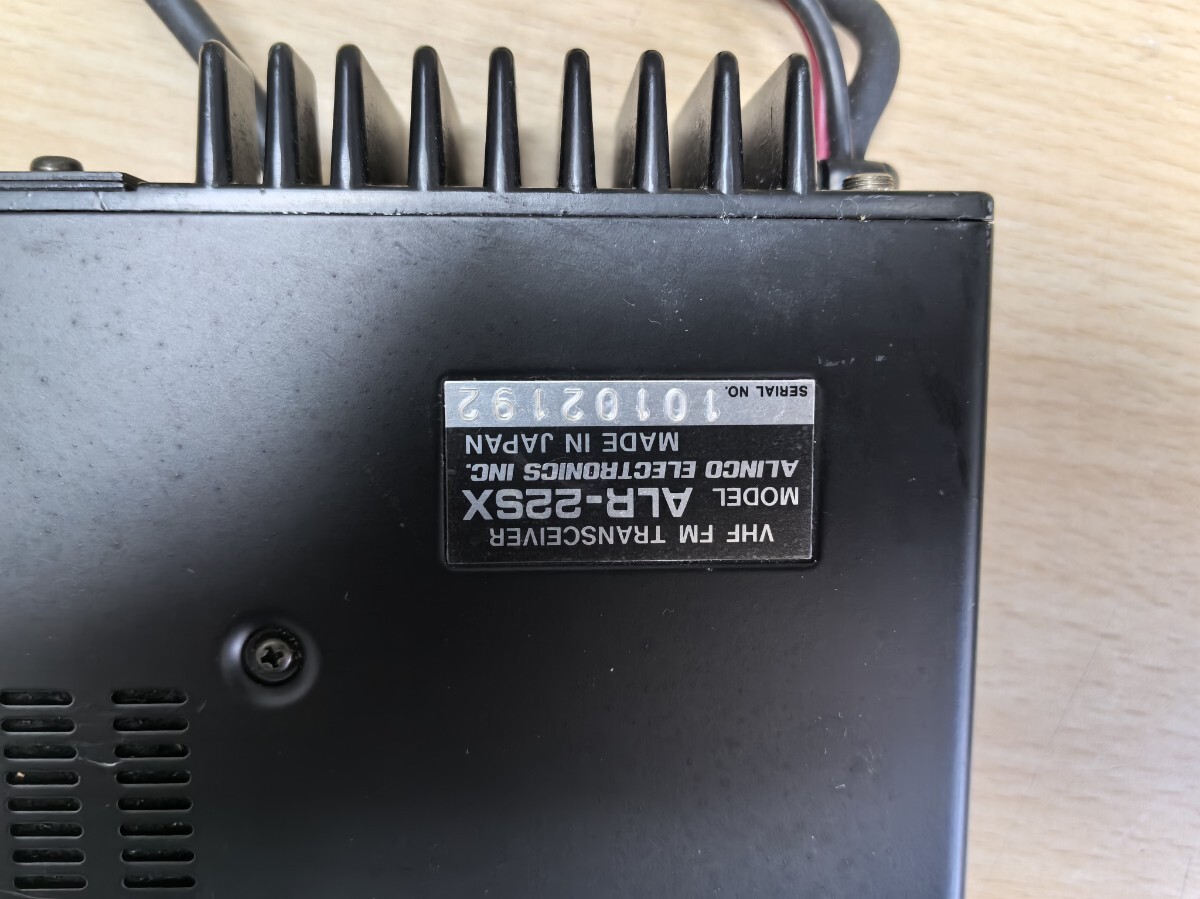 VHF FM TRANSCEIVER
MODEL ALR-22SX
ALINCO ELECTRONICS INC.
MADE IN JAPAN
SERIAL NO. 10102192